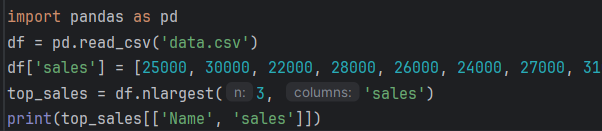 import pandas as pd
df = pd.read_csv('data.csv')
df['sales'] = [25000, 30000, 22000, 28000, 26000, 24000, 27000, 31
top_sales = df.nlargest( n: 3, columns: 'sales')
print(top_sales[['Name', 'sales']])